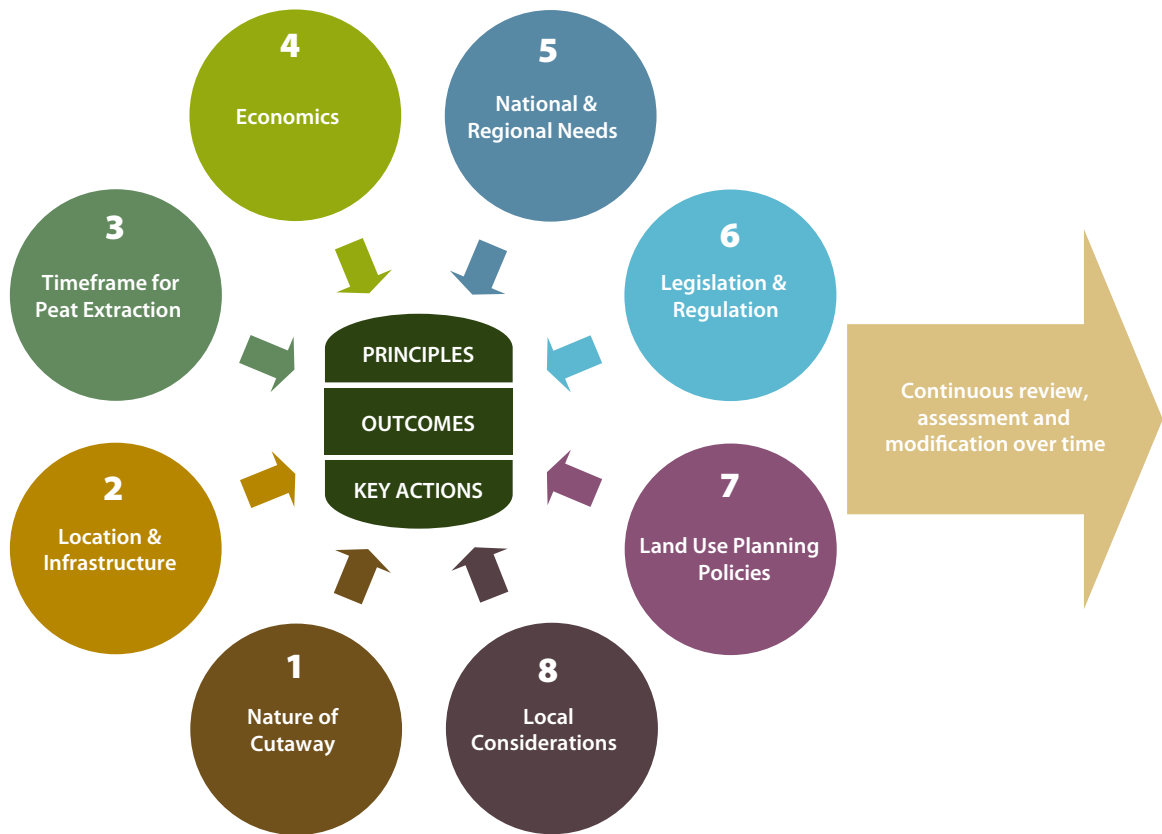 4
Economics
5
National &
Regional Needs
3
Timeframe for
Peat Extraction
6
Legislation &
Regulation
PRINCIPLES
OUTCOMES
KEY ACTIONS
Continuous review,
assessment and
modification over time
2
Location &
Infrastructure
7
Land Use Planning
Policies
1
Nature of
Cutaway
8
Local
Considerations